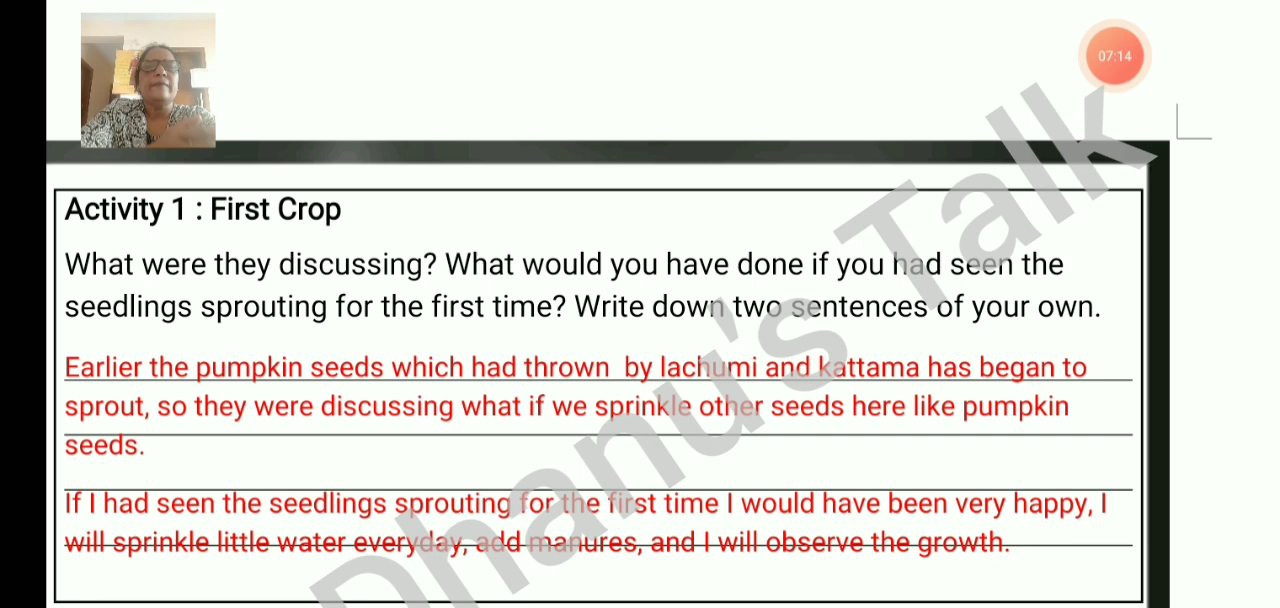 07:14
Activity 1 : First Crop
What were they discussing? What would you have done if you had seen the
seedlings sprouting for the first time? Write down two sentences of your own.
Earlier the pumpkin seeds which had thrown  by lachumi and kattama has began to
sprout, so they were discussing what if we sprinkle other seeds here like pumpkin
seeds.
If I had seen the seedlings sprouting for the first time I would have been very happy, I
will sprinkle little water everyday, add manures, and I will observe the growth.
Dhanu's Talk